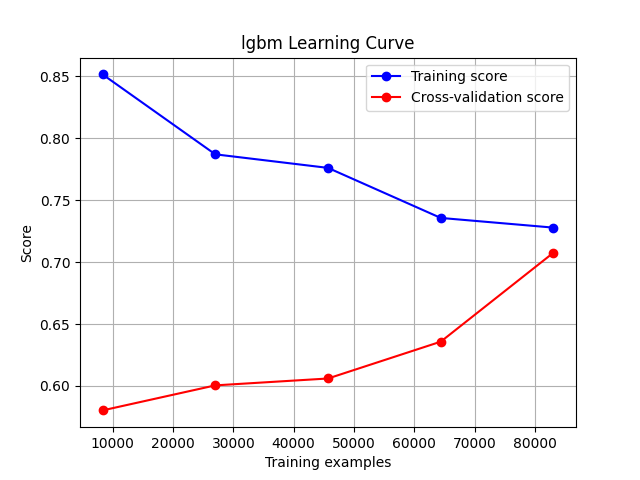 lgbm Learning Curve
Training score
Cross-validation score
0.85
0.80
0.75
0.70
0.65
0.60
Score
10000 20000 30000 40000 50000 60000 70000 80000
Training examples